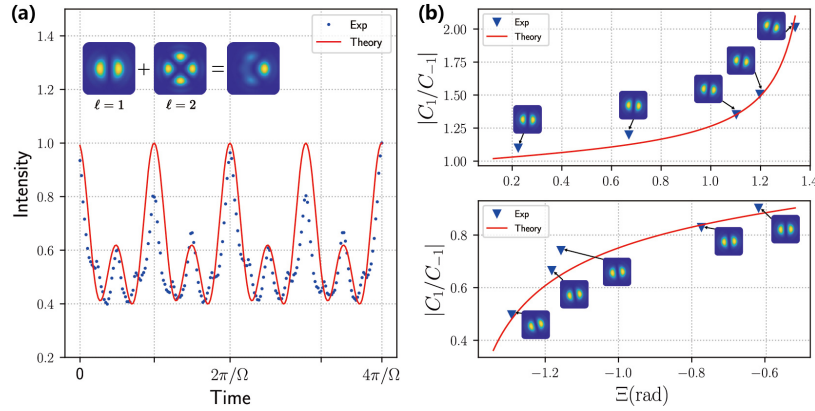 (a)
1.4
1.2
1.0
0.8
0.6
0.4
0.2
Intensity
Exp
Theory
+
=
ℓ = 1
ℓ = 2
0
2π/Ω
4π/Ω
Time
(b)
2.00
1.75
1.50
1.25
1.00
|C₁/C₋₁|
Exp
Theory
0.2
0.4
0.6
0.8
1.0
1.2
1.4
0.8
0.6
0.4
|C₁/C₋₁|
Exp
Theory
−1.2
−1.0
−0.8
−0.6
Ξ(rad)